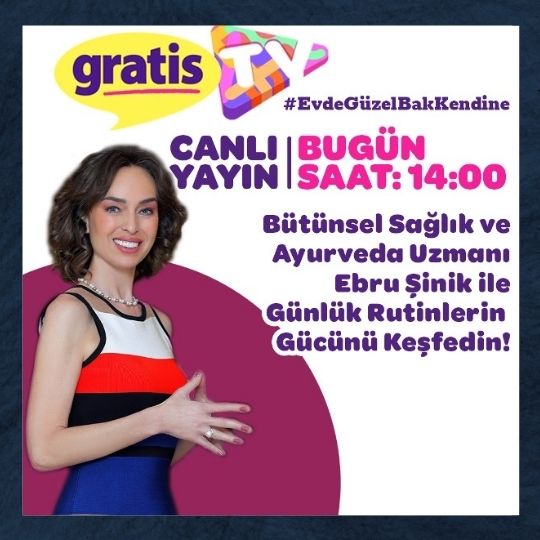 gratis TV
#EvdeGüzelBakKendine
CANLI YAYIN
BUGÜN SAAT: 14:00
Bütünsel Sağlık ve
Ayurveda Uzmanı
Ebru Şinik ile
Günlük Rutinlerin
Gücünü Keşfedin!